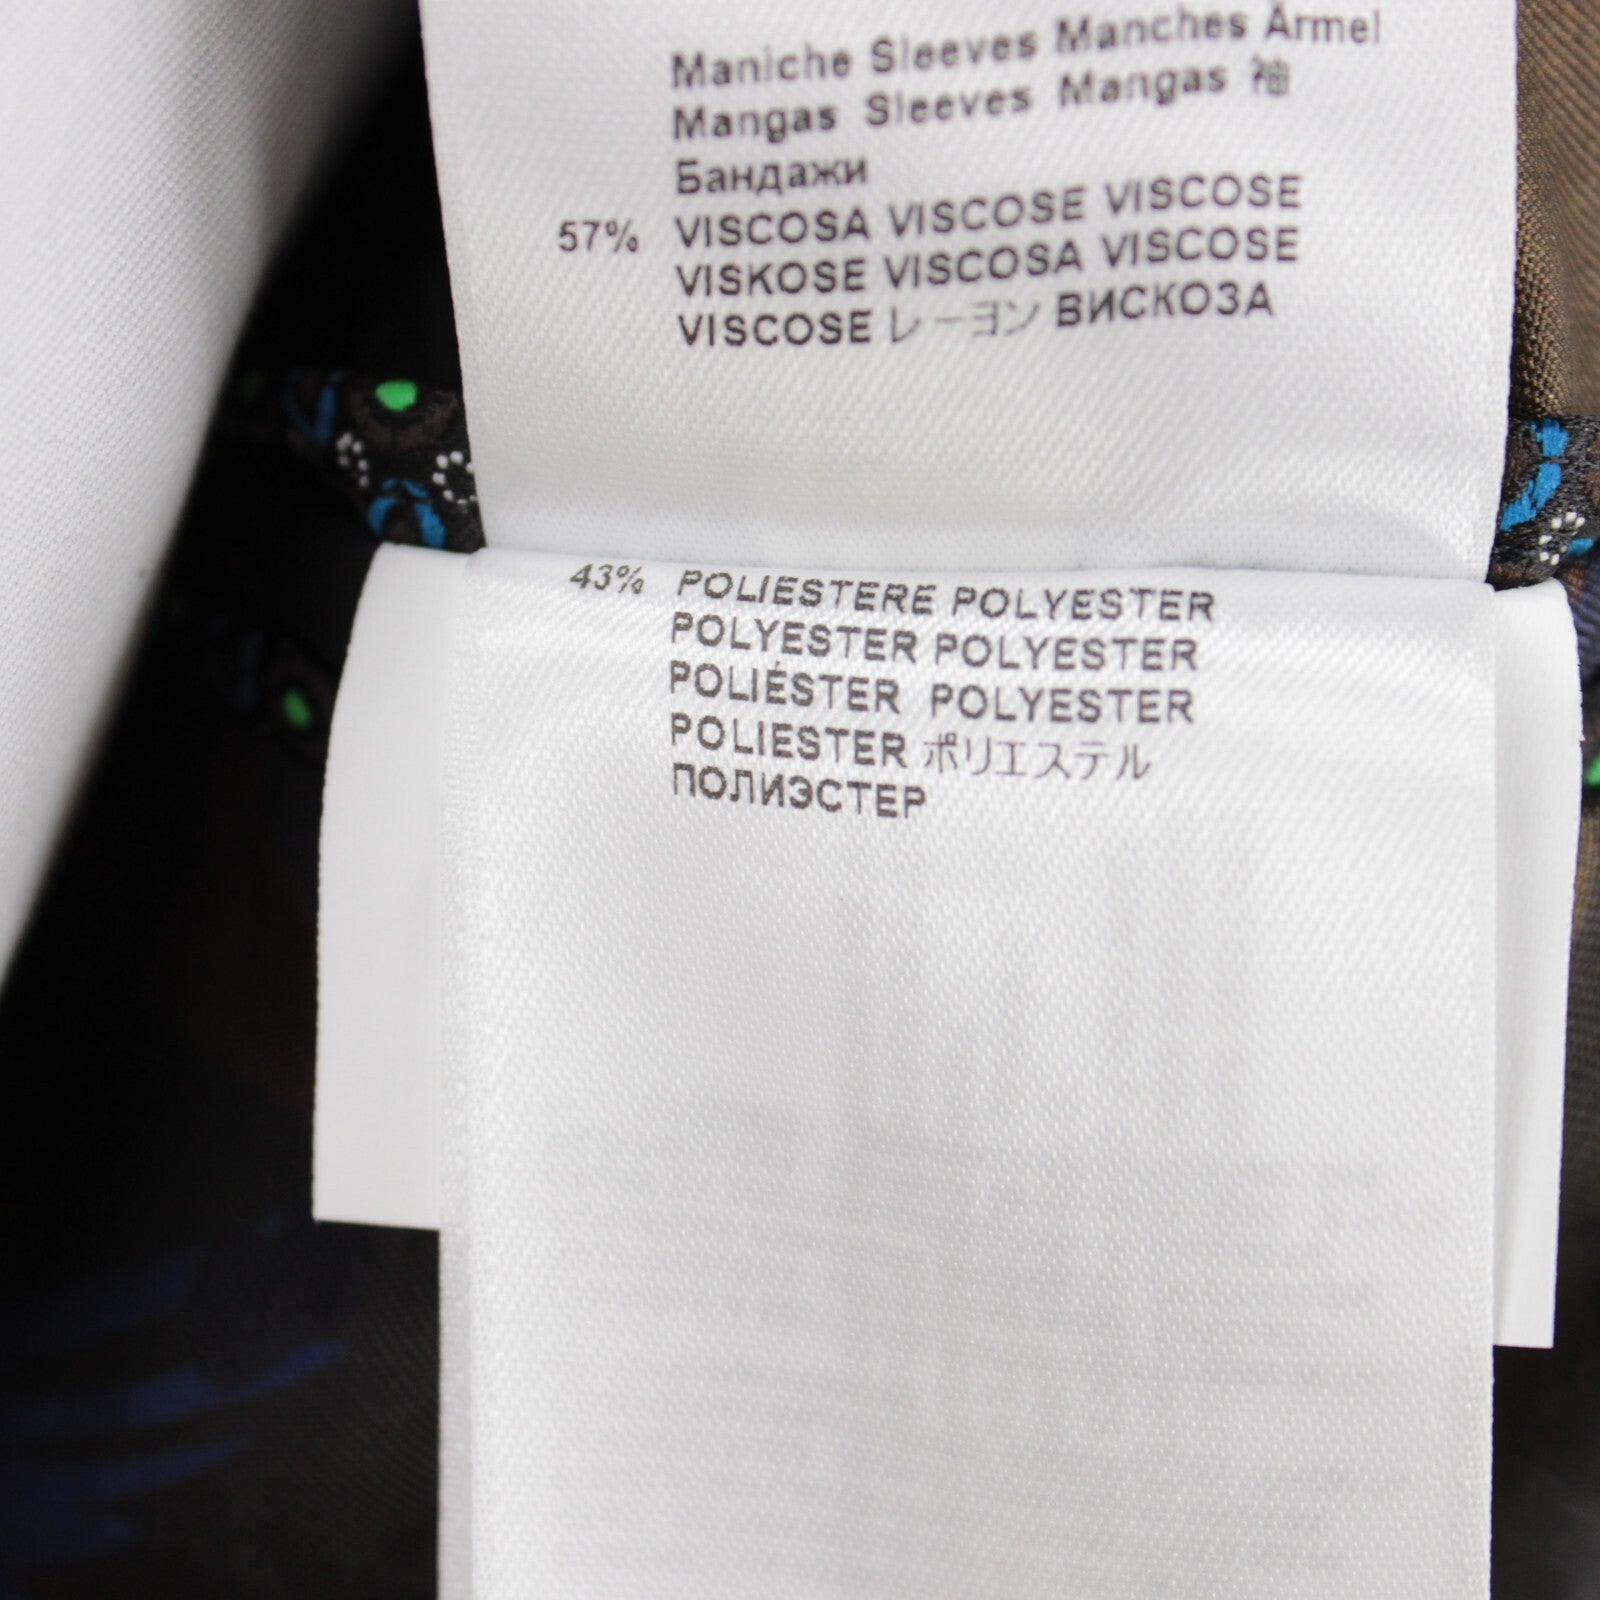 Maniche Sleeves Manches Ärmel
Mangas Sleeves Mangas 袖
Бандажи
57% VISCOSA VISCOSE VISCOSE
VISKOSE VISCOSA VISCOSE
VISCOSE レーヨン ВИСКОЗА
43% POLIESTERE POLYESTER
POLYESTER POLYESTER
POLIÉSTER POLYESTER
POLIESTER ポリエステル
ПОЛИЭСТЕР